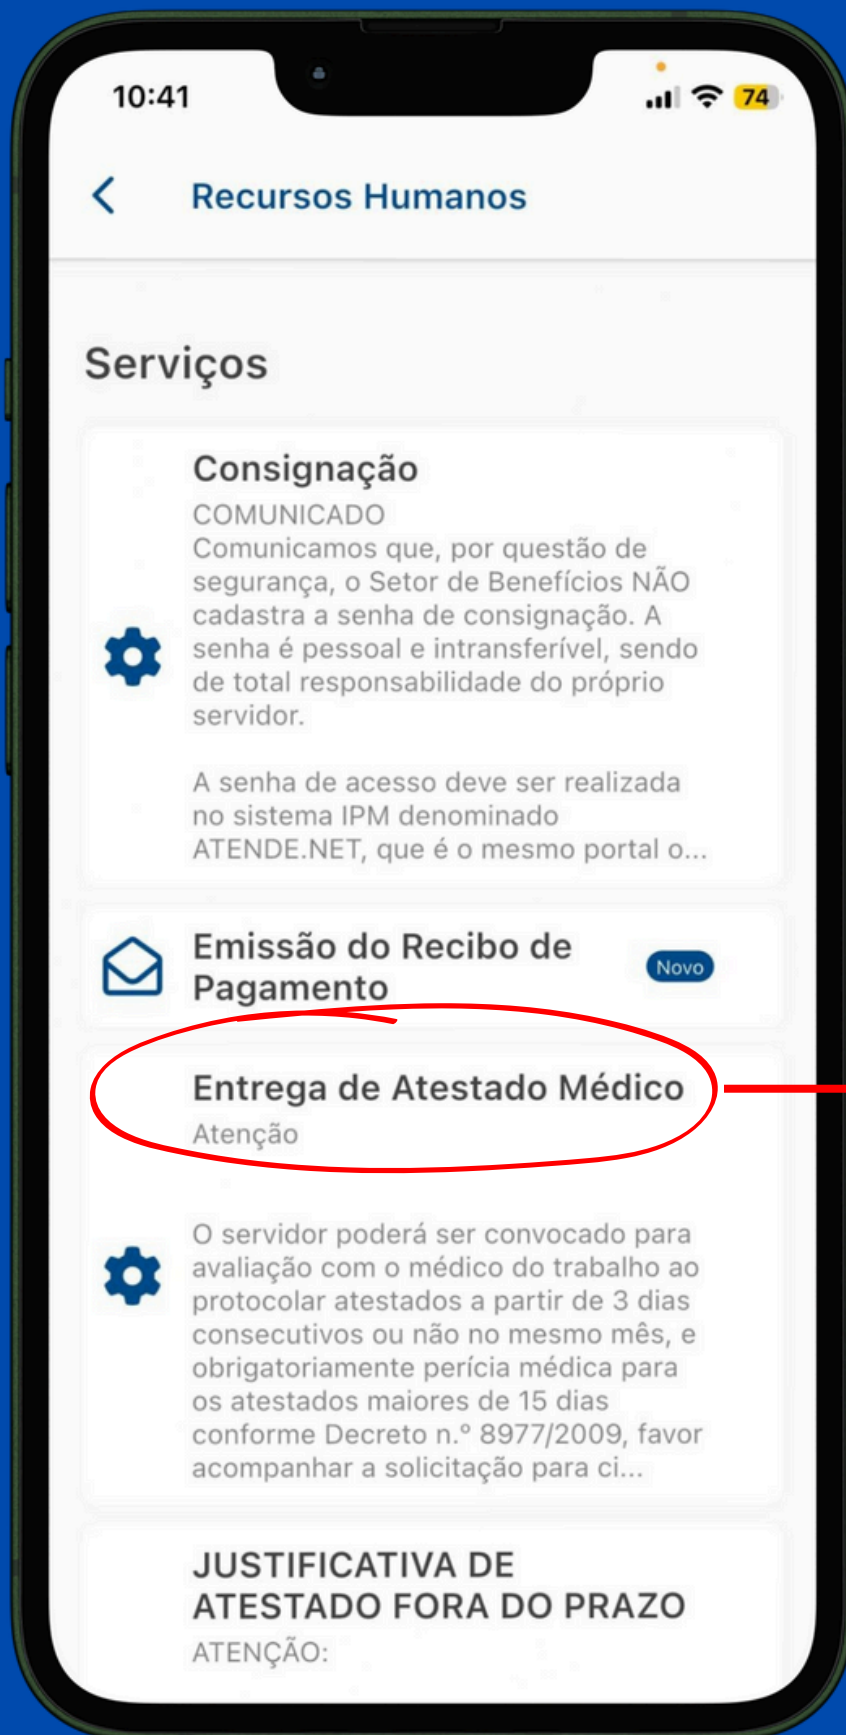 10:41
74
Recursos Humanos
Serviços
Consignação
COMUNICADO
Comunicamos que, por questão de
segurança, o Setor de Benefícios NÃO
cadastra a senha de consignação. A
senha é pessoal e intransferível, sendo
de total responsabilidade do próprio
servidor.
A senha de acesso deve ser realizada
no sistema IPM denominado
ATENDE.NET, que é o mesmo portal o...
Emissão do Recibo de
Pagamento
Novo
Entrega de Atestado Médico
Atenção
O servidor poderá ser convocado para
avaliação com o médico do trabalho ao
protocolar atestados a partir de 3 dias
consecutivos ou não no mesmo mês, e
obrigatoriamente perícia médica para
os atestados maiores de 15 dias
conforme Decreto n.º 8977/2009, favor
acompanhar a solicitação para ci...
JUSTIFICATIVA DE
ATESTADO FORA DO PRAZO
ATENÇÃO: